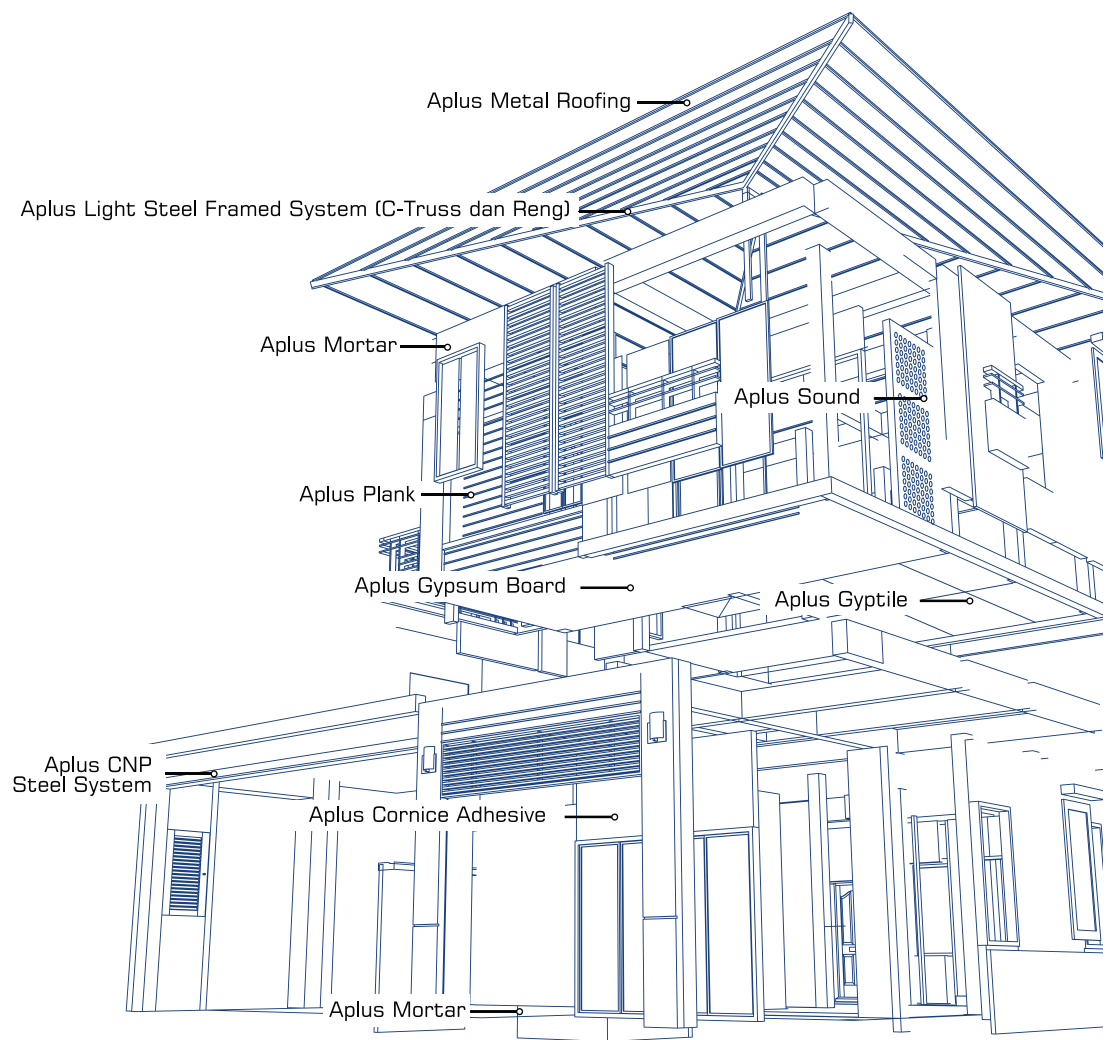 Aplus Metal Roofing
Aplus Light Steel Framed System (C-Truss dan Reng)
Aplus Mortar
Aplus Sound
Aplus Plank
Aplus Gypsum Board
Aplus Gyptile
Aplus CNP
Steel System
Aplus Cornice Adhesive
Aplus Mortar